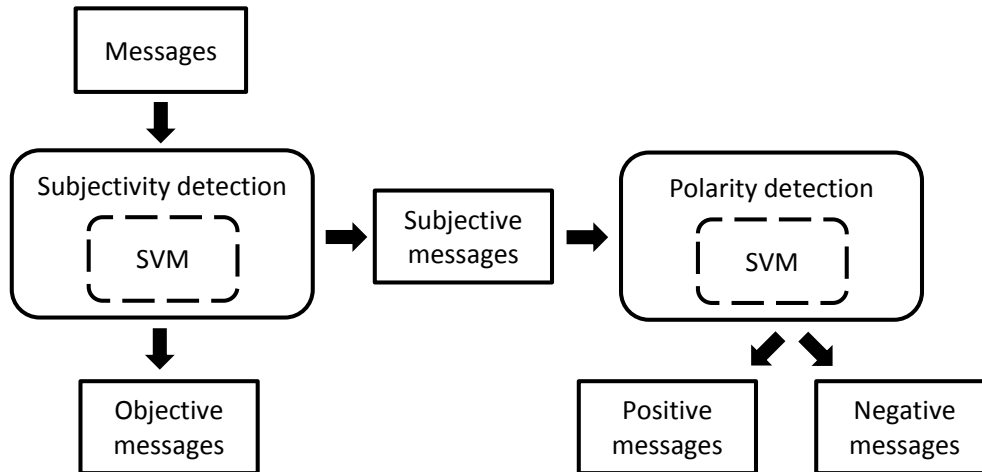 Messages
Subjectivity detection
SVM
Subjective
messages
Polarity detection
SVM
Objective
messages
Positive
messages
Negative
messages